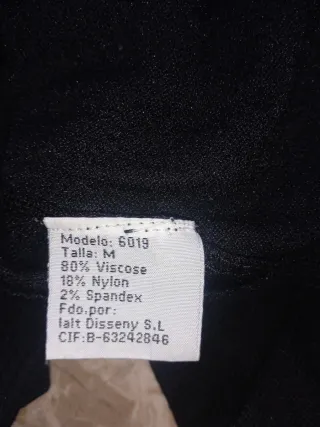 Modelo: 6019
Talla: M
80% Viscose
18% Nylon
2% Spandex
Fdo.por:
Ialt Disseny S.L
CIF:B-63242846